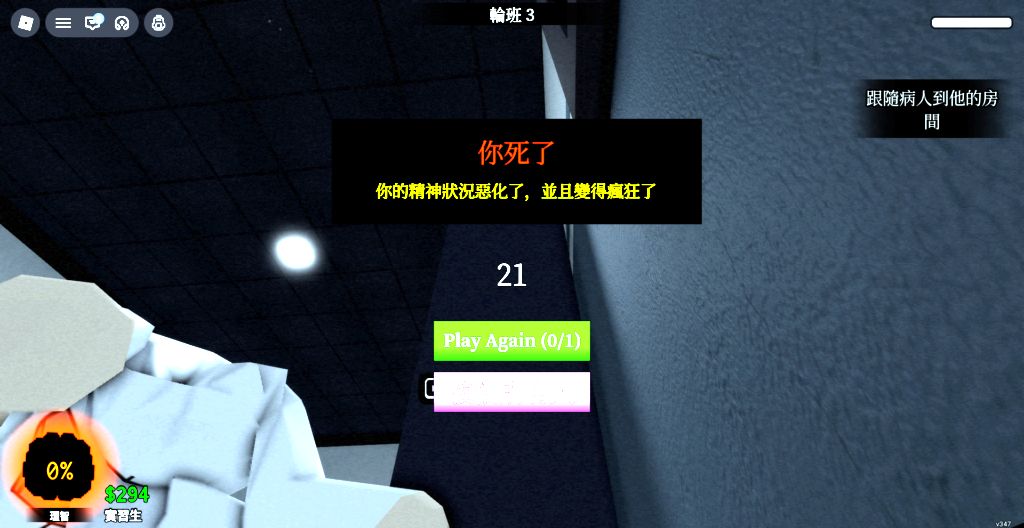 輪班 3
跟隨病人到他的房
間
你死了
你的精神狀況惡化了，並且變得瘋狂了
21
Play Again (0/1)
0%
$294
理智
實習生
v347